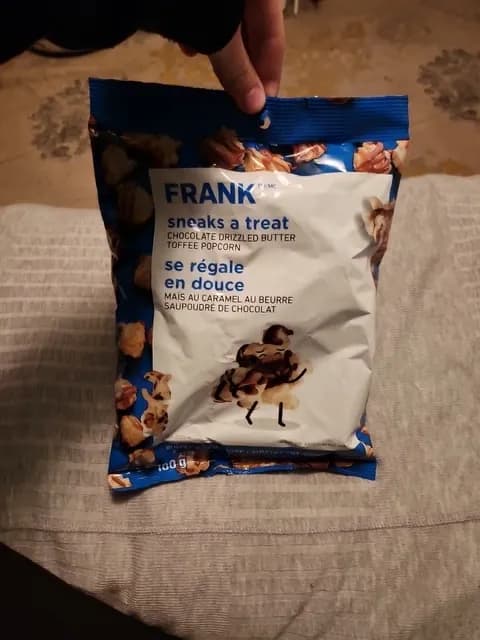 FRANK
sneaks a treat
CHOCOLATE DRIZZLED BUTTER
TOFFEE POPCORN
se régale
en douce
MAIS AU CARAMEL AU BEURRE
SAUPOUDRÉ DE CHOCOLAT
100 g